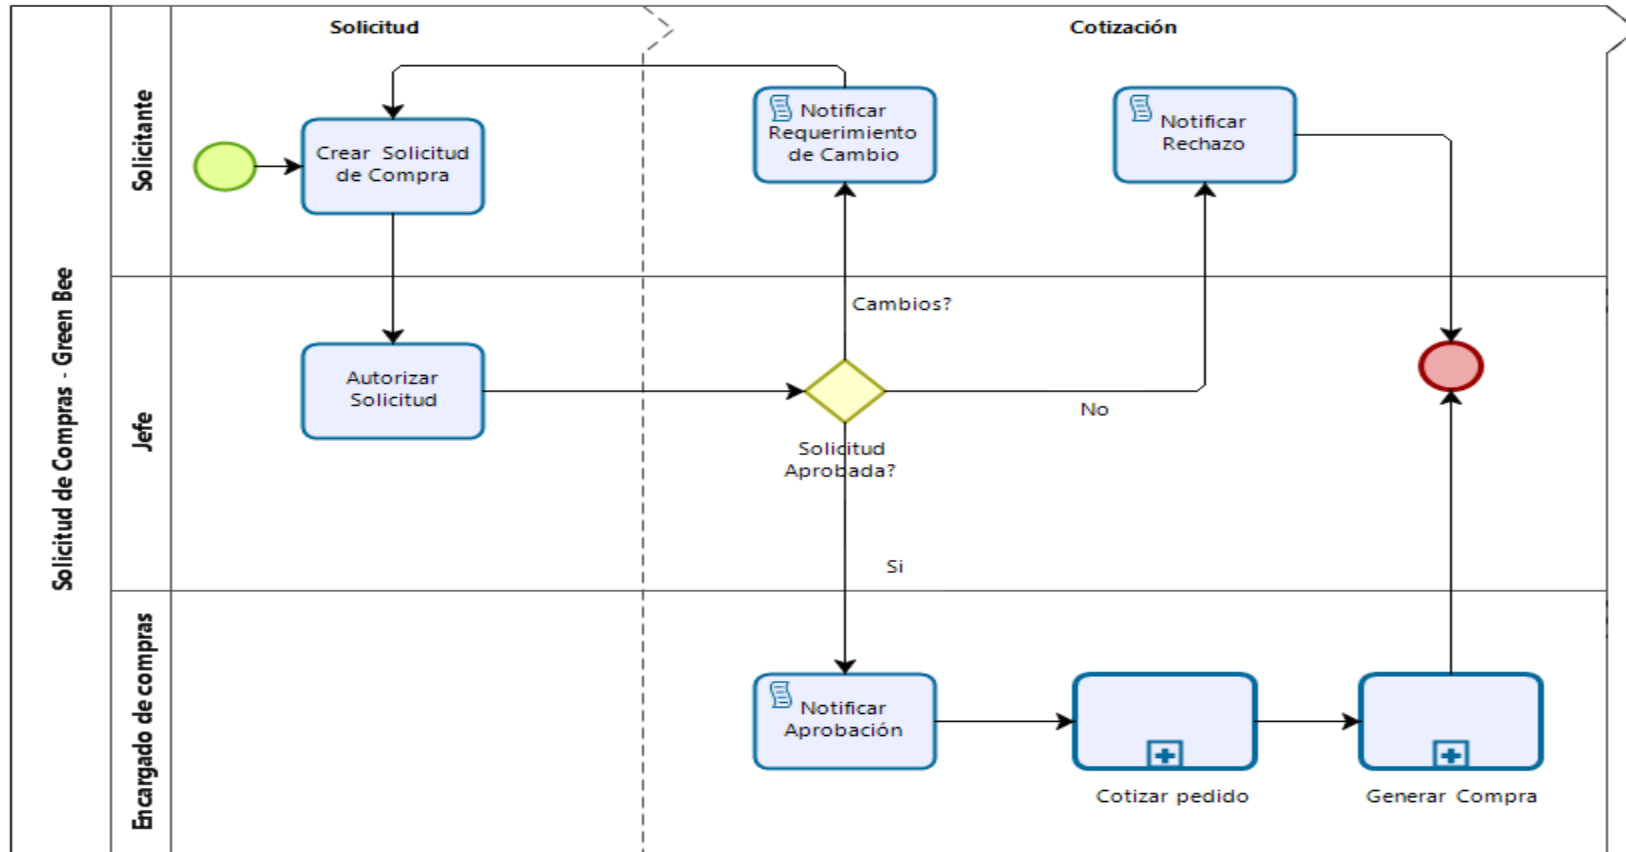 Solicitud
Cotización
Solicitud de Compras - Green Bee
Solicitante
Crear Solicitud
de Compra
Notificar
Requerimiento
de Cambio
Notificar
Rechazo
Jefe
Cambios?
Autorizar
Solicitud
No
Solicitud
Aprobada?
Si
Encargado de compras
Notificar
Aprobación
Cotizar pedido
Generar Compra